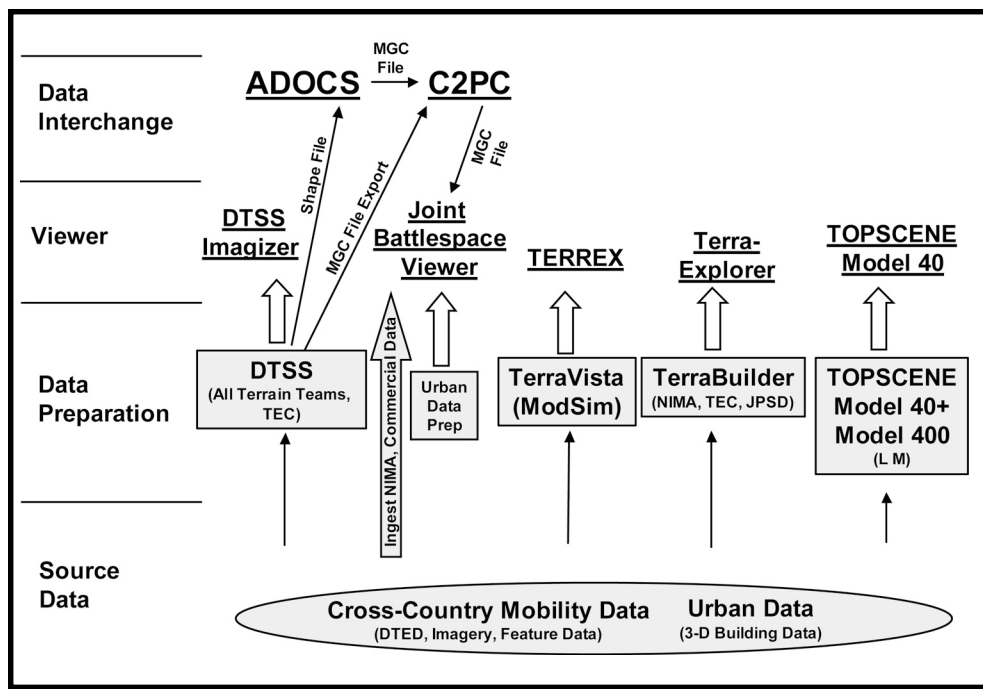 Data
Interchange
ADOCS
MGC
File
C2PC
Shape File
MGC File Export
MGC
File
Viewer
DTSS
Imagizer
Joint
Battlespace
Viewer
TERREX
Terra-
Explorer
TOPSCENE
Model 40
Data
Preparation
DTSS
(All Terrain Teams,
TEC)
Ingest NIMA, Commercial Data
Urban
Data
Prep
TerraVista
(ModSim)
TerraBuilder
(NIMA, TEC, JPSD)
TOPSCENE
Model 40+
Model 400
(L M)
Source
Data
Cross-Country Mobility Data
(DTED, Imagery, Feature Data)
Urban Data
(3-D Building Data)